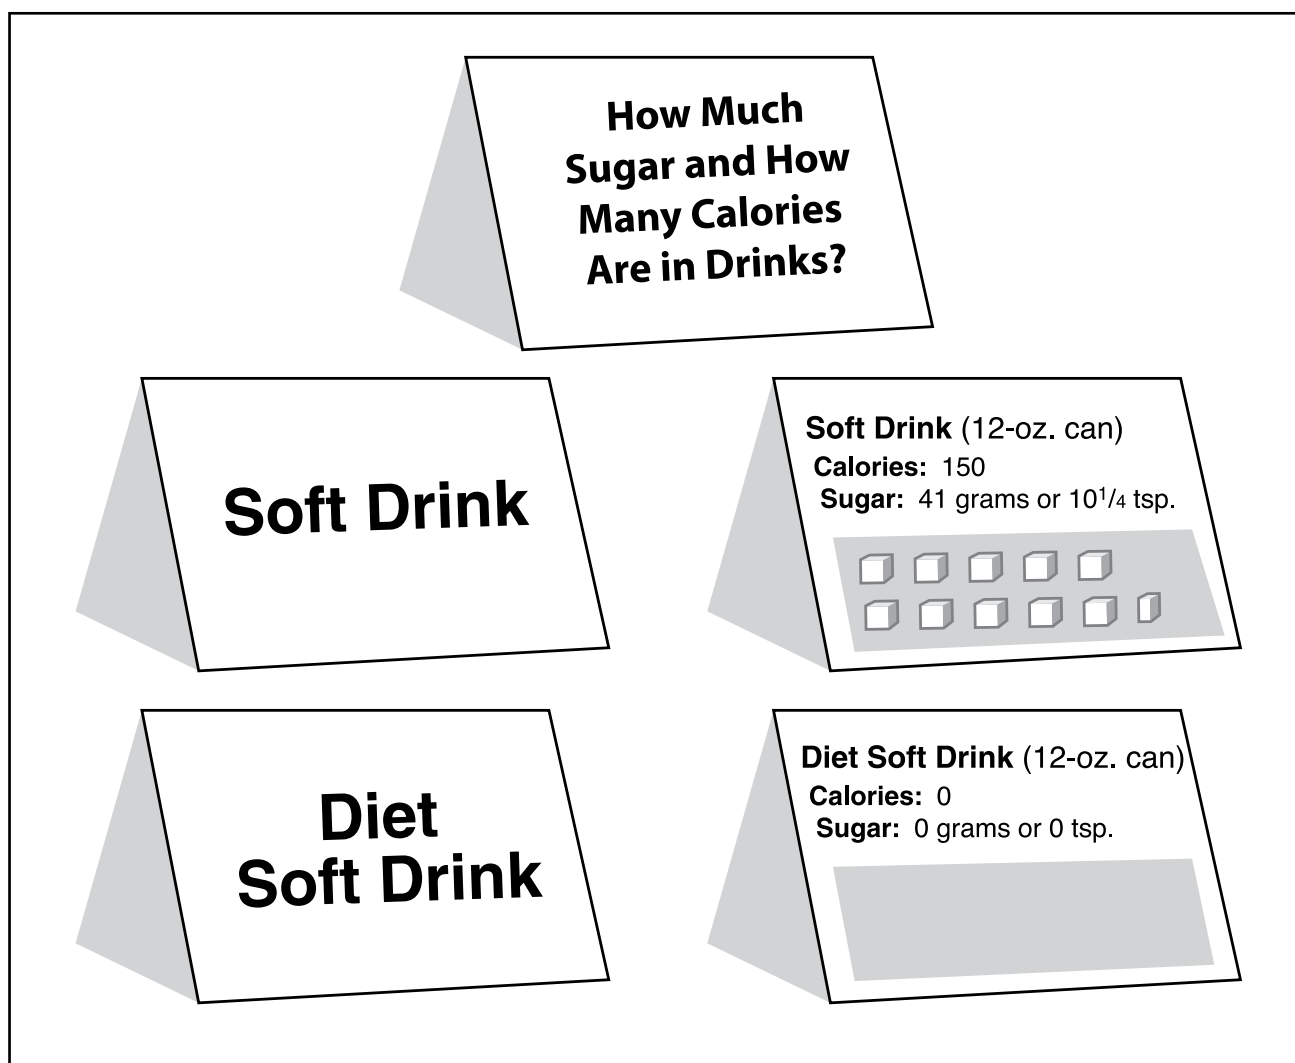 How Much
Sugar and How
Many Calories
Are in Drinks?
Soft Drink
Soft Drink (12-oz. can)
Calories: 150
Sugar: 41 grams or 10 1/4 tsp.
Diet
Soft Drink
Diet Soft Drink (12-oz. can)
Calories: 0
Sugar: 0 grams or 0 tsp.